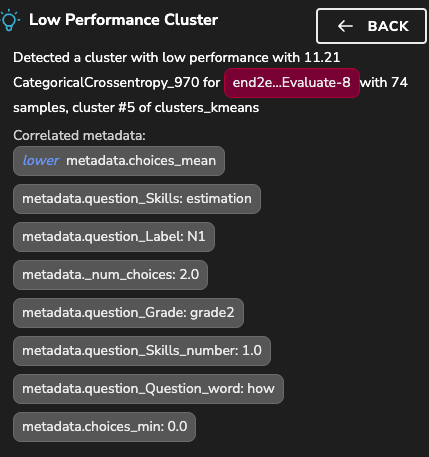 Low Performance Cluster
BACK
Detected a cluster with low performance with 11.21
CategoricalCrossentropy_970 for end2e...Evaluate-8 with 74
samples, cluster #5 of clusters_kmeans
Correlated metadata:
lower metadata.choices_mean
metadata.question_Skills: estimation
metadata.question_Label: N1
metadata._num_choices: 2.0
metadata.question_Grade: grade2
metadata.question_Skills_number: 1.0
metadata.question_Question_word: how
metadata.choices_min: 0.0